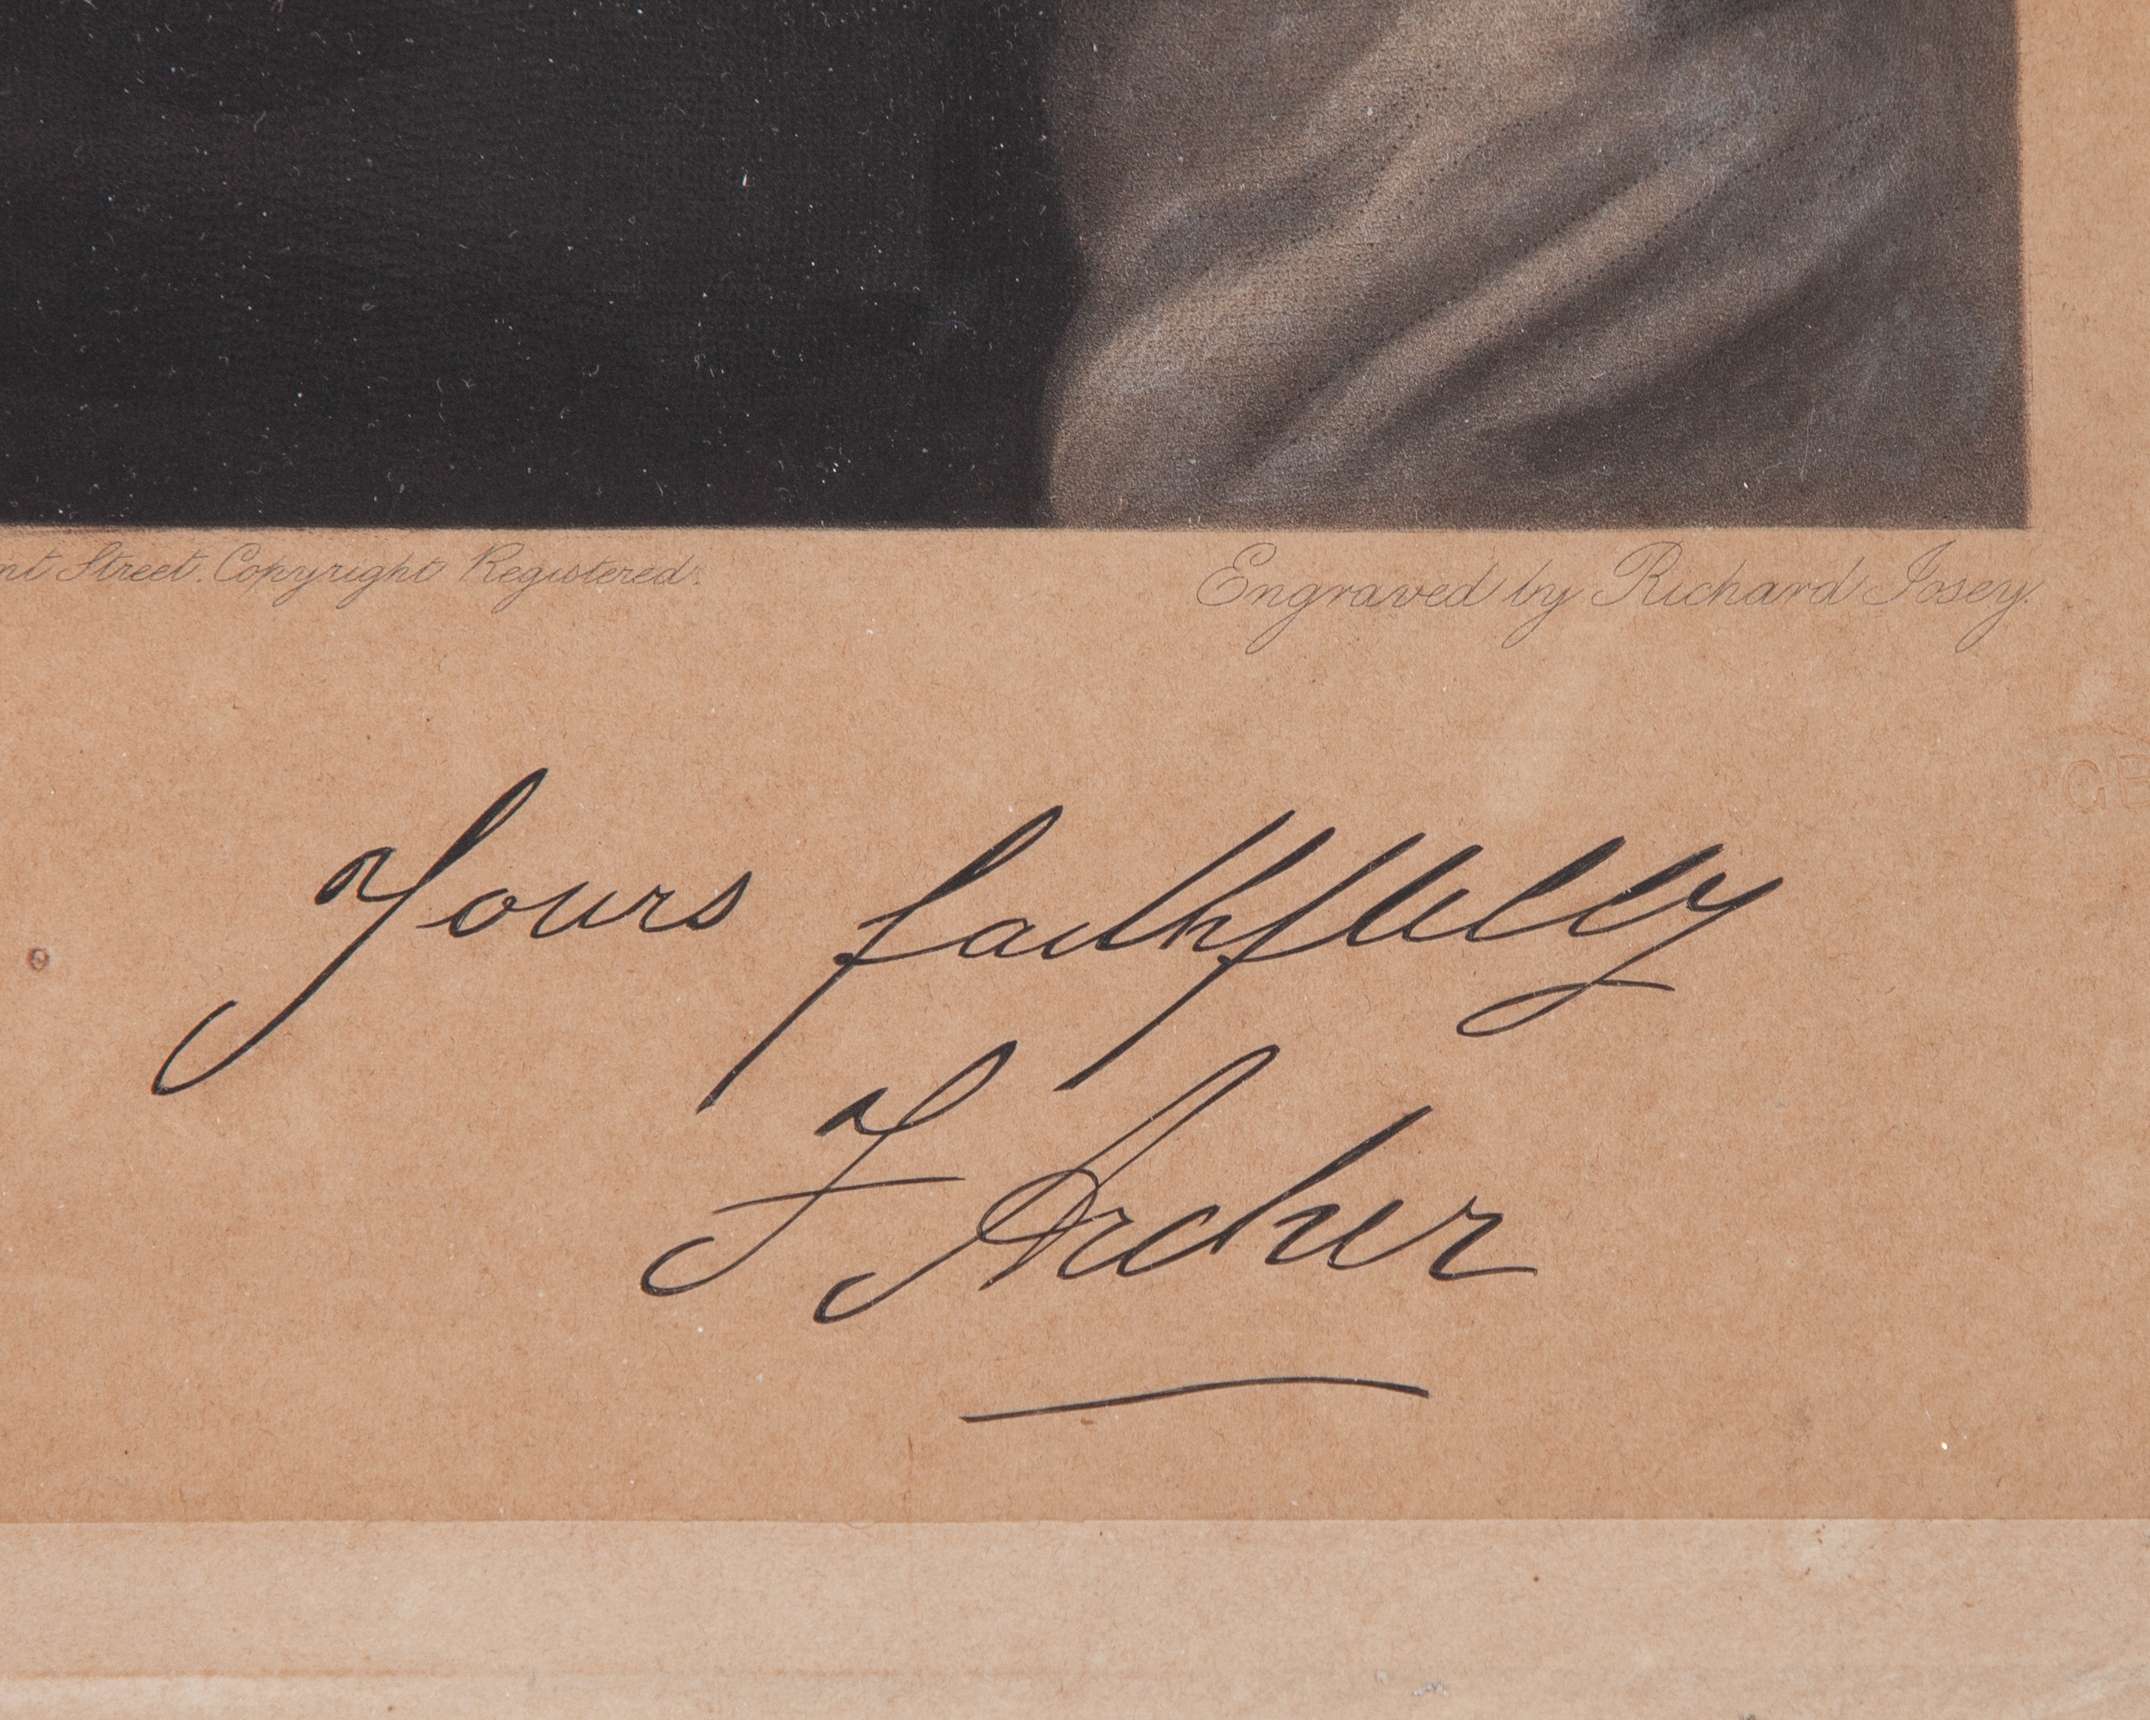 Street. Copyright Registered.
Engraved by Richard Josey.
Yours faithfully
F Archer